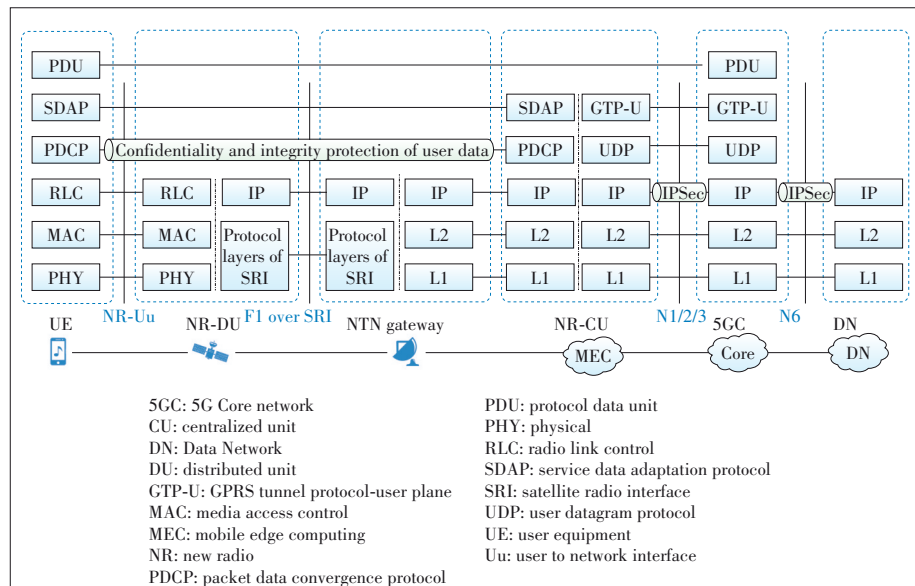 PDU PDU
SDAP SDAP GTP-U GTP-U
PDCP Confidentiality and integrity protection of user data PDCP UDP UDP
RLC RLC IP IP IP IP IP IPSec IP IPSec IP
MAC MAC Protocol layers of SRI Protocol layers of SRI L2 L2 L2 L2 L2
PHY PHY L1 L1 L1 L1 L1
NR-Uu F1 over SRI N1/2/3 N6
UE NR-DU NTN gateway NR-CU 5GC DN
MEC Core DN
5GC: 5G Core network
CU: centralized unit
DN: Data Network
DU: distributed unit
GTP-U: GPRS tunnel protocol-user plane
MAC: media access control
MEC: mobile edge computing
NR: new radio
PDCP: packet data convergence protocol
PDU: protocol data unit
PHY: physical
RLC: radio link control
SDAP: service data adaptation protocol
SRI: satellite radio interface
UDP: user datagram protocol
UE: user equipment
Uu: user to network interface